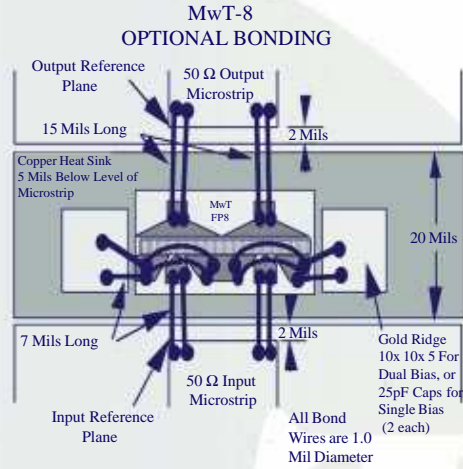 MwT-8
OPTIONAL BONDING
Output Reference
Plane
50 Ω Output
Microstrip
15 Mils Long
2 Mils
Copper Heat Sink
5 Mils Below Level of
Microstrip
MwT
FP8
20 Mils
7 Mils Long
2 Mils
Gold Ridge
10x 10x 5 For
Dual Bias, or
25pF Caps for
Single Bias
(2 each)
50 Ω Input
Microstrip
Input Reference
Plane
All Bond
Wires are 1.0
Mil Diameter